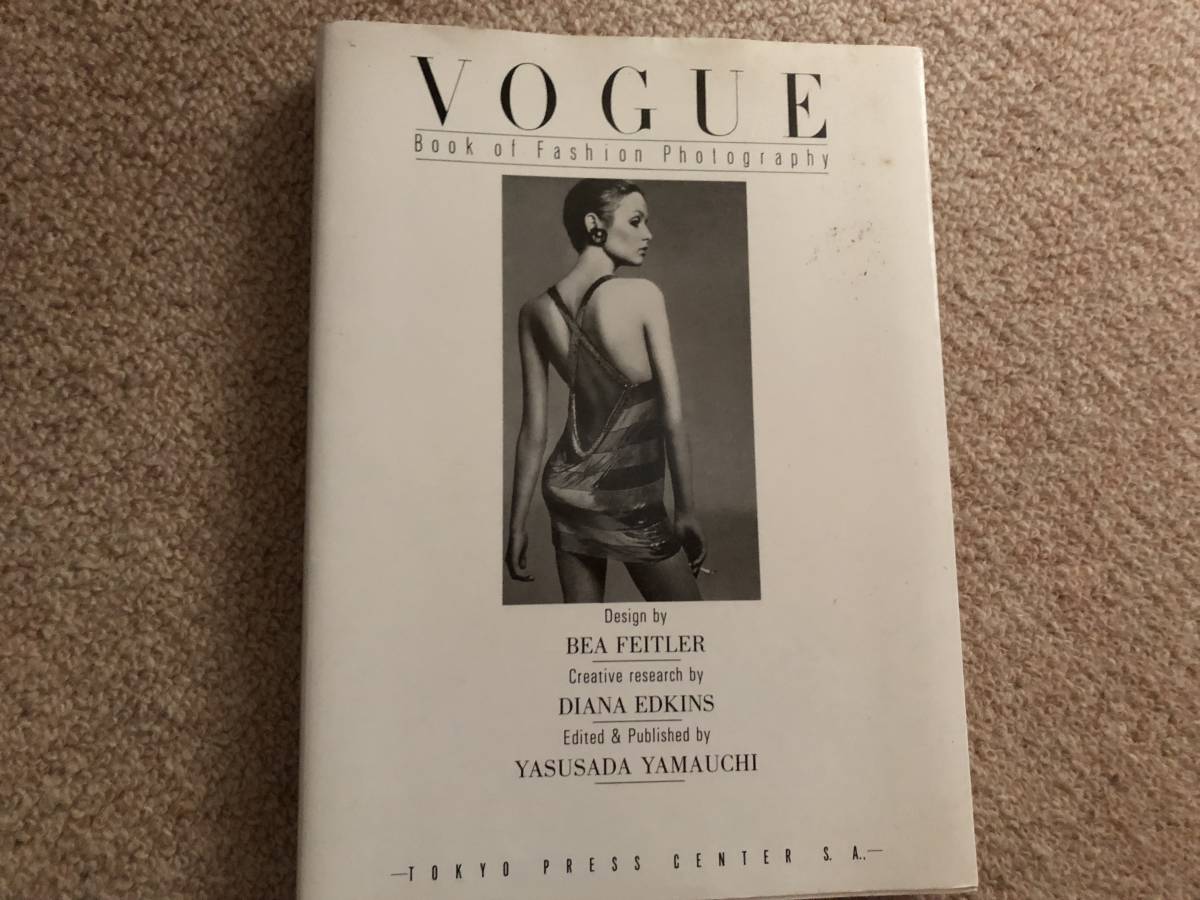 VOGUE
Book of Fashion Photography
Design by
BEA FEITLER
Creative research by
DIANA EDKINS
Edited & Published by
YASUSADA YAMAUCHI
—TOKYO PRESS CENTER S. A..—